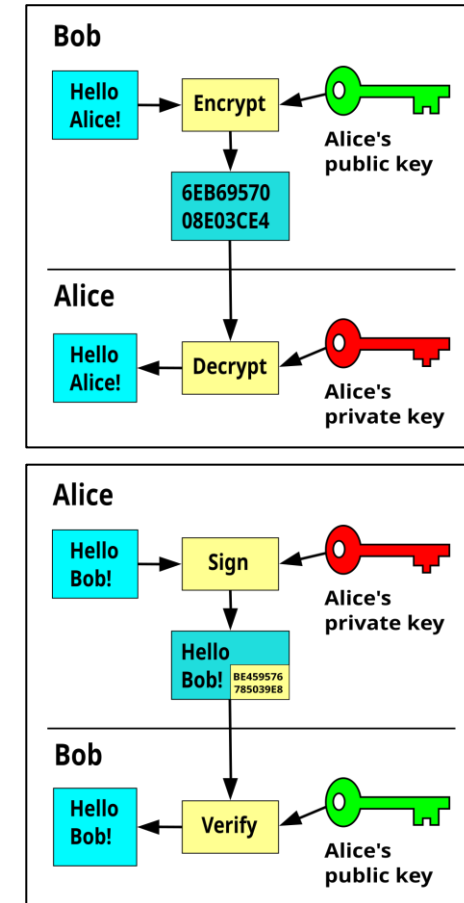 Bob
Hello
Alice!
Encrypt
Alice's
public key
6EB69570
08E03CE4
Alice
Hello
Alice!
Decrypt
Alice's
private key
Alice
Hello
Bob!
Sign
Alice's
private key
Hello
Bob!
BE459576
785039E8
Bob
Hello
Bob!
Verify
Alice's
public key